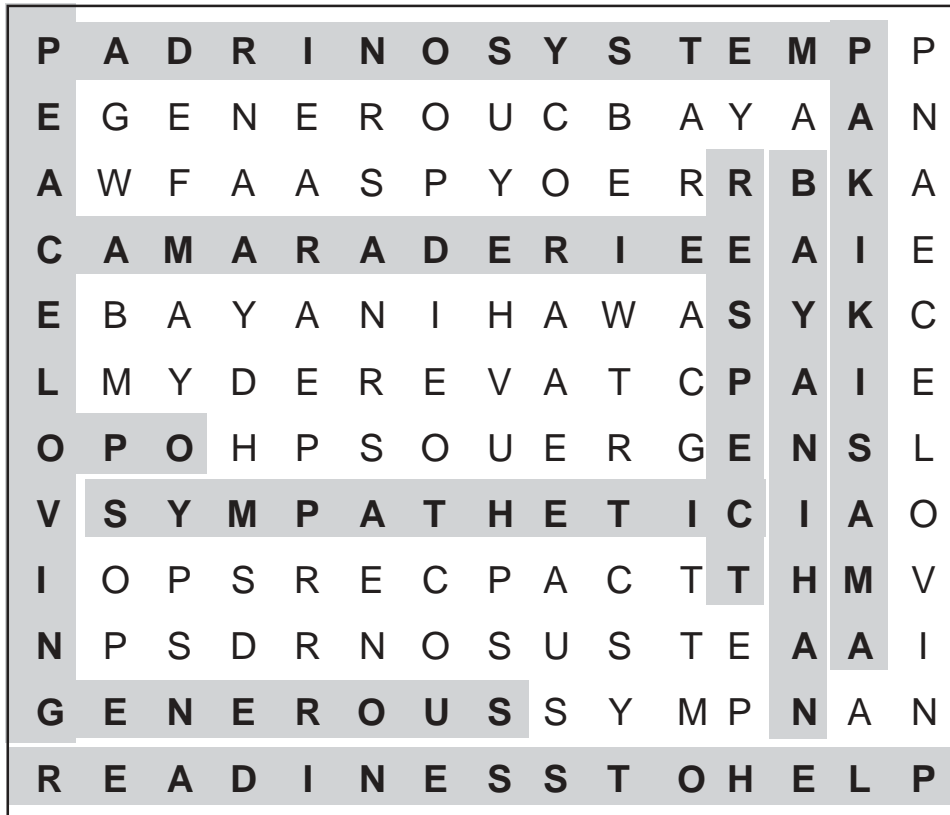 P A D R I N O S Y S T E M P P
E G E N E R O U C B A Y A A N
A W F A A S P Y O E R R B K A
C A M A R A D E R I E E A I E
E B A Y A N I H A W A S Y K C
L M Y D E R E V A T C P A I E
O P O H P S O U E R G E N S L
V S Y M P A T H E T I C I A O
I O P S R E C P A C T T H M V
N P S D R N O S U S T E A A I
G E N E R O U S S Y M P N A N
R E A D I N E S S T O H E L P